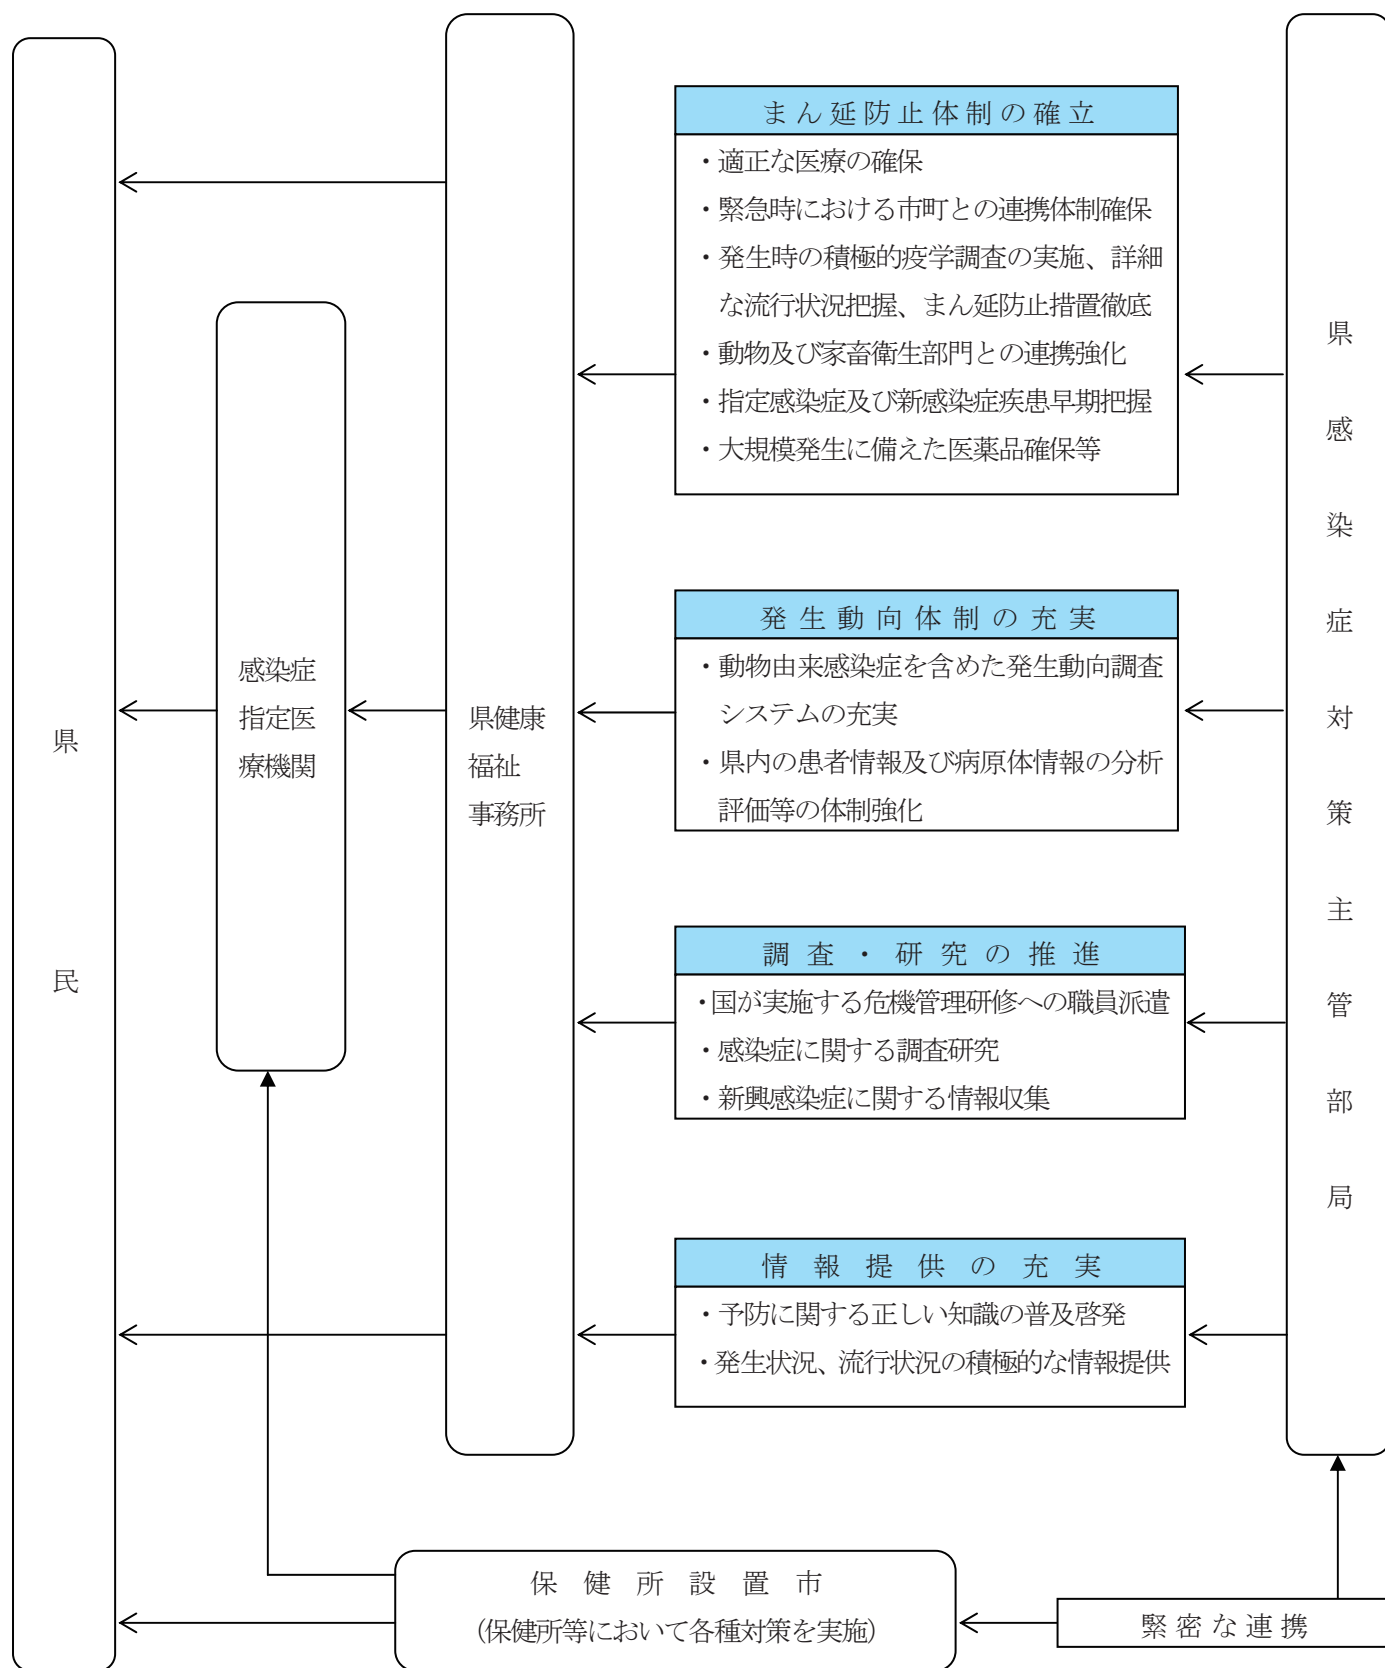 県民
感染症
指定医
療機関
県健康
福祉
事務所
まん延防止体制の確立
・適正な医療の確保
・緊急時における市町との連携体制確保
・発生時の積極的疫学調査の実施、詳細
な流行状況把握、まん延防止措置徹底
・動物及び家畜衛生部門との連携強化
・指定感染症及び新感染症疾患早期把握
・大規模発生に備えた医薬品確保等
発生動向体制の充実
・動物由来感染症を含めた発生動向調査
システムの充実
・県内の患者情報及び病原体情報の分析
評価等の体制強化
調査・研究の推進
・国が実施する危機管理研修への職員派遣
・感染症に関する調査研究
・新興感染症に関する情報収集
情報提供の充実
・予防に関する正しい知識の普及啓発
・発生状況、流行状況の積極的な情報提供
県感染症対策主管部局
保健所設置市
(保健所等において各種対策を実施)
緊密な連携